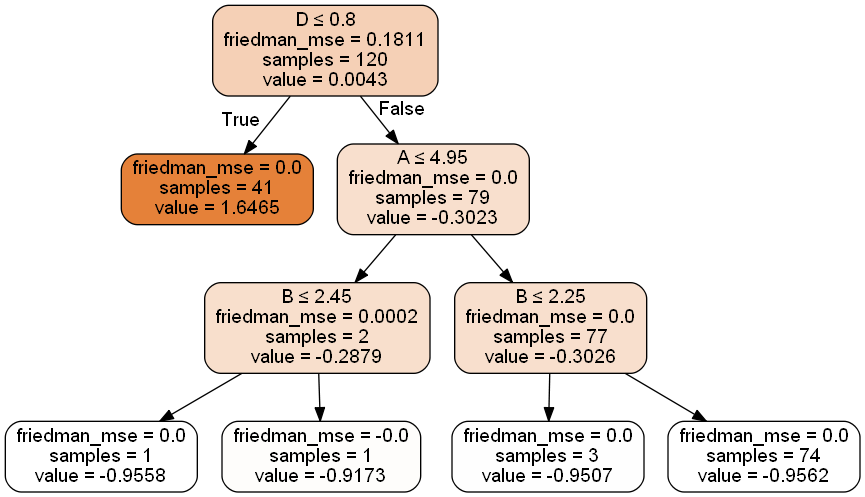 D ≤ 0.8
friedman_mse = 0.1811
samples = 120
value = 0.0043
True
False
friedman_mse = 0.0
samples = 41
value = 1.6465
A ≤ 4.95
friedman_mse = 0.0
samples = 79
value = -0.3023
B ≤ 2.45
friedman_mse = 0.0002
samples = 2
value = -0.2879
B ≤ 2.25
friedman_mse = 0.0
samples = 77
value = -0.3026
friedman_mse = 0.0
samples = 1
value = -0.9558
friedman_mse = -0.0
samples = 1
value = -0.9173
friedman_mse = 0.0
samples = 3
value = -0.9507
friedman_mse = 0.0
samples = 74
value = -0.9562